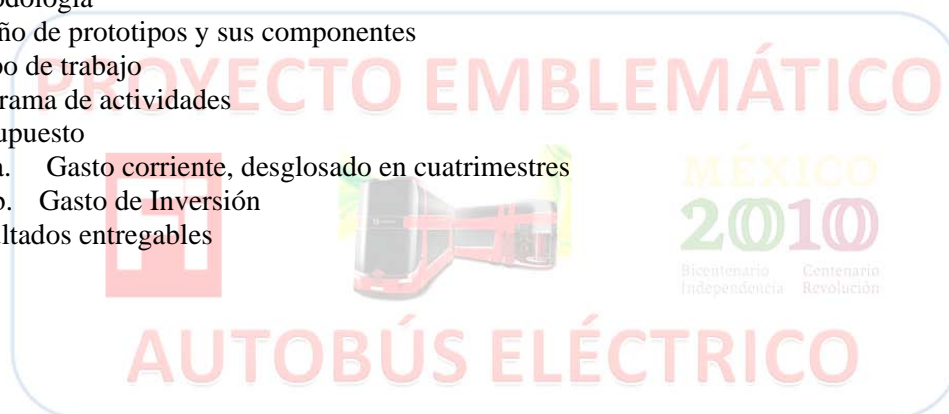 odología
ño de prototipos y sus componentes
po de trabajo
rama de actividades
upuesto
a. Gasto corriente, desglosado en cuatrimestres
b. Gasto de Inversión
ultados entregables
PROYECTO EMBLEMÁTICO
MÉXICO
2010
Bicentenario Centenario
Independencia Revolución
AUTOBÚS ELÉCTRICO